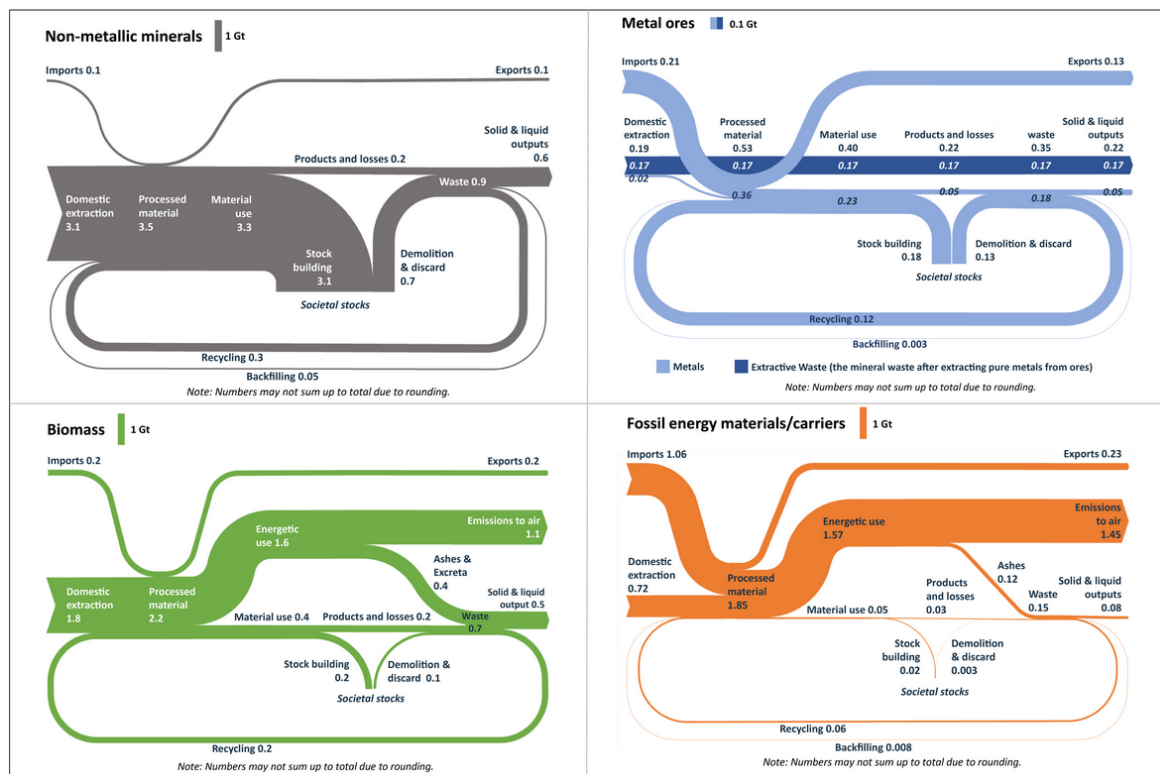 Non-metallic minerals
1 Gt
Imports 0.1
Exports 0.1
Solid & liquid
outputs
0.6
Products and losses 0.2
Waste 0.9
Domestic
extraction
3.1
Processed
material
3.5
Material
use
3.3
Stock
building
3.1
Demolition
& discard
0.7
Societal stocks
Recycling 0.3
Backfilling 0.05
Note: Numbers may not sum up to total due to rounding.
Metal ores
0.1 Gt
Imports 0.21
Exports 0.13
Domestic
extraction
0.19
Processed
material
0.53
Material use
0.40
Products and losses
0.22
waste
0.35
Solid & liquid
outputs
0.22
0.17
0.17
0.17
0.17
0.17
0.17
0.02
0.36
0.23
0.05
0.18
0.05
Stock building
0.18
Demolition & discard
0.13
Societal stocks
Recycling 0.12
Backfilling 0.003
Metals
Extractive Waste (the mineral waste after extracting pure metals from ores)
Note: Numbers may not sum up to total due to rounding.
Biomass
1 Gt
Imports 0.2
Exports 0.2
Energetic
use 1.6
Emissions to air
1.1
Ashes &
Excreta
0.4
Domestic
extraction
1.8
Processed
material
2.2
Material use 0.4
Products and losses 0.2
Solid & liquid
output 0.5
Waste
0.7
Stock building
0.2
Demolition &
discard 0.1
Societal stocks
Recycling 0.2
Note: Numbers may not sum up to total due to rounding.
Fossil energy materials/carriers
1 Gt
Imports 1.06
Exports 0.23
Energetic use
1.57
Emissions
to air
1.45
Domestic
extraction
0.72
Processed
material
1.85
Material use 0.05
Products
and losses
0.03
Ashes
0.12
Waste
0.15
Solid & liquid
outputs
0.08
Stock
building
0.02
Demolition
& discard
0.003
Societal stocks
Recycling 0.06
Backfilling 0.008
Note: Numbers may not sum up to total due to rounding.